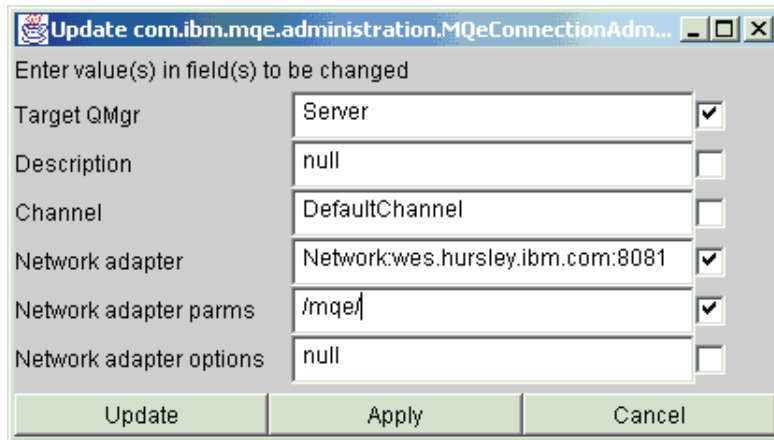 Update com.ibm.mqe.administration.MQeConnectionAdm...
Enter value(s) in field(s) to be changed
Target QMgr Server
Description null
Channel DefaultChannel
Network adapter Network:wes.hursley.ibm.com:8081
Network adapter parms /mqe/
Network adapter options null
Update Apply Cancel